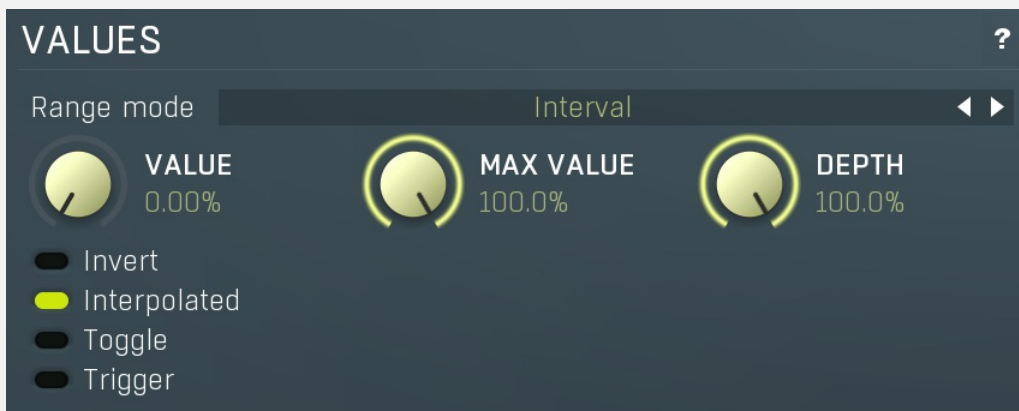 VALUES ?
Range mode Interval
VALUE MAX VALUE DEPTH
0.00% 100.0% 100.0%
Invert
Interpolated
Toggle
Trigger